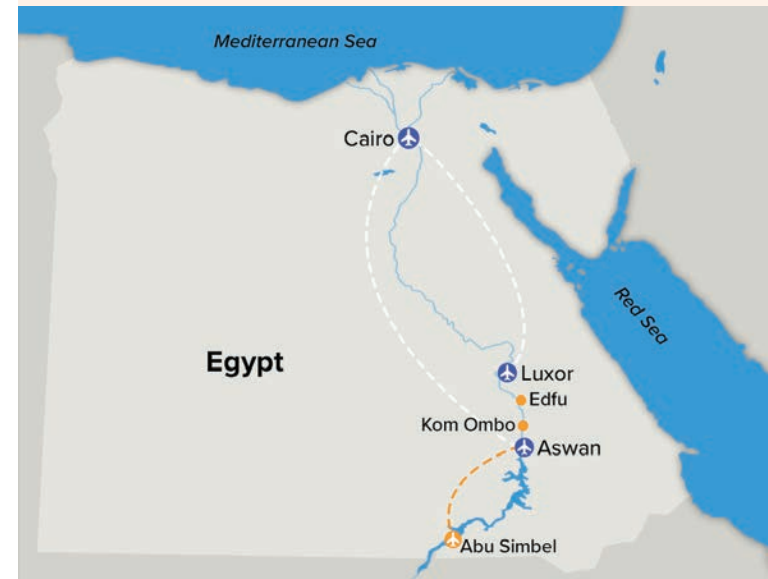 Mediterranean Sea
Cairo
Red Sea
Egypt
Luxor
Edfu
Kom Ombo
Aswan
Abu Simbel